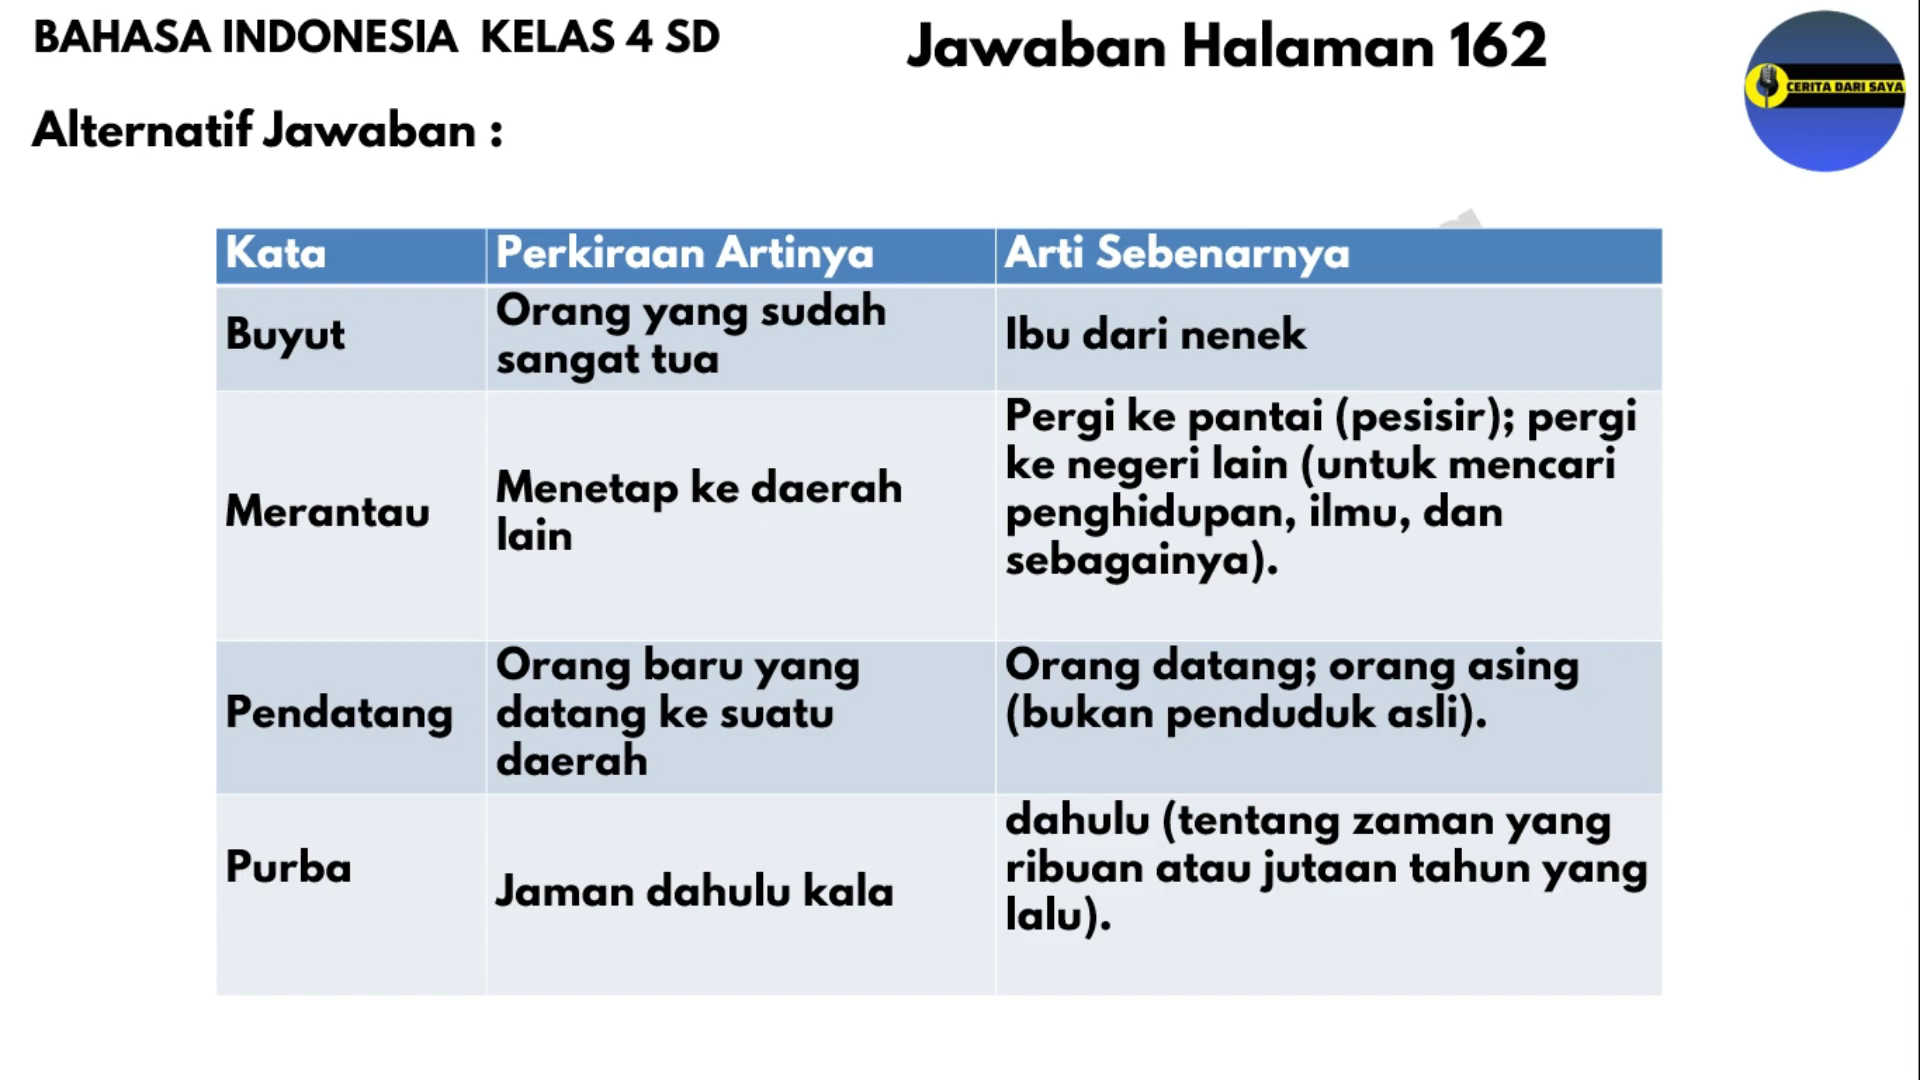 BAHASA INDONESIA KELAS 4 SD
Jawaban Halaman 162
CERITA DARI SAYA
Alternatif Jawaban :
Kata
Perkiraan Artinya
Arti Sebenarnya
Buyut
Orang yang sudah
sangat tua
Ibu dari nenek
Merantau
Menetap ke daerah
lain
Pergi ke pantai (pesisir); pergi
ke negeri lain (untuk mencari
penghidupan, ilmu, dan
sebagainya).
Pendatang
Orang baru yang
datang ke suatu
daerah
Orang datang; orang asing
(bukan penduduk asli).
Purba
Jaman dahulu kala
dahulu (tentang zaman yang
ribuan atau jutaan tahun yang
lalu).